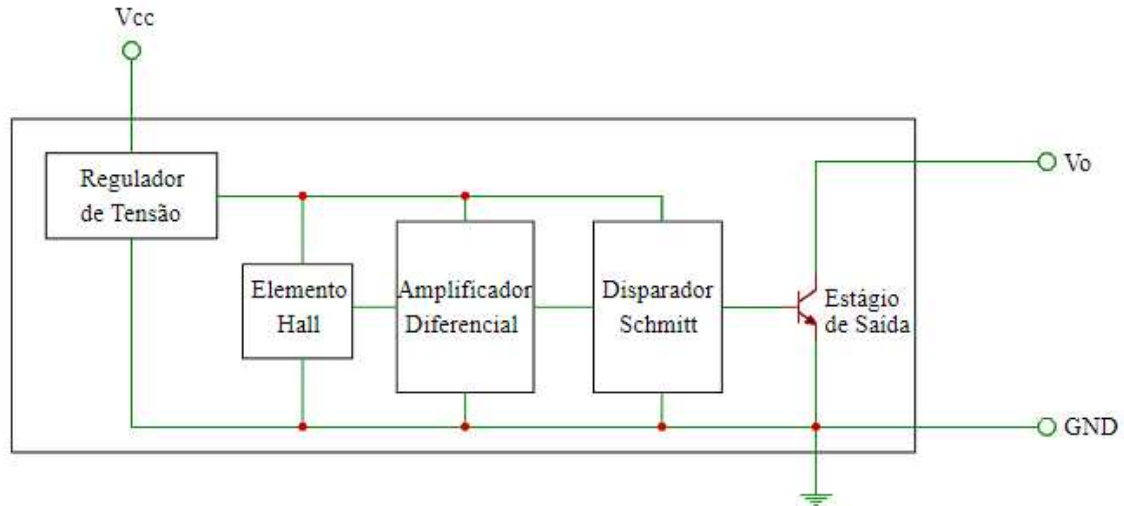 Vcc
Regulador
de Tensão
Vo
Elemento
Hall
Amplificador
Diferencial
Disparador
Schmitt
Estágio
de Saída
GND